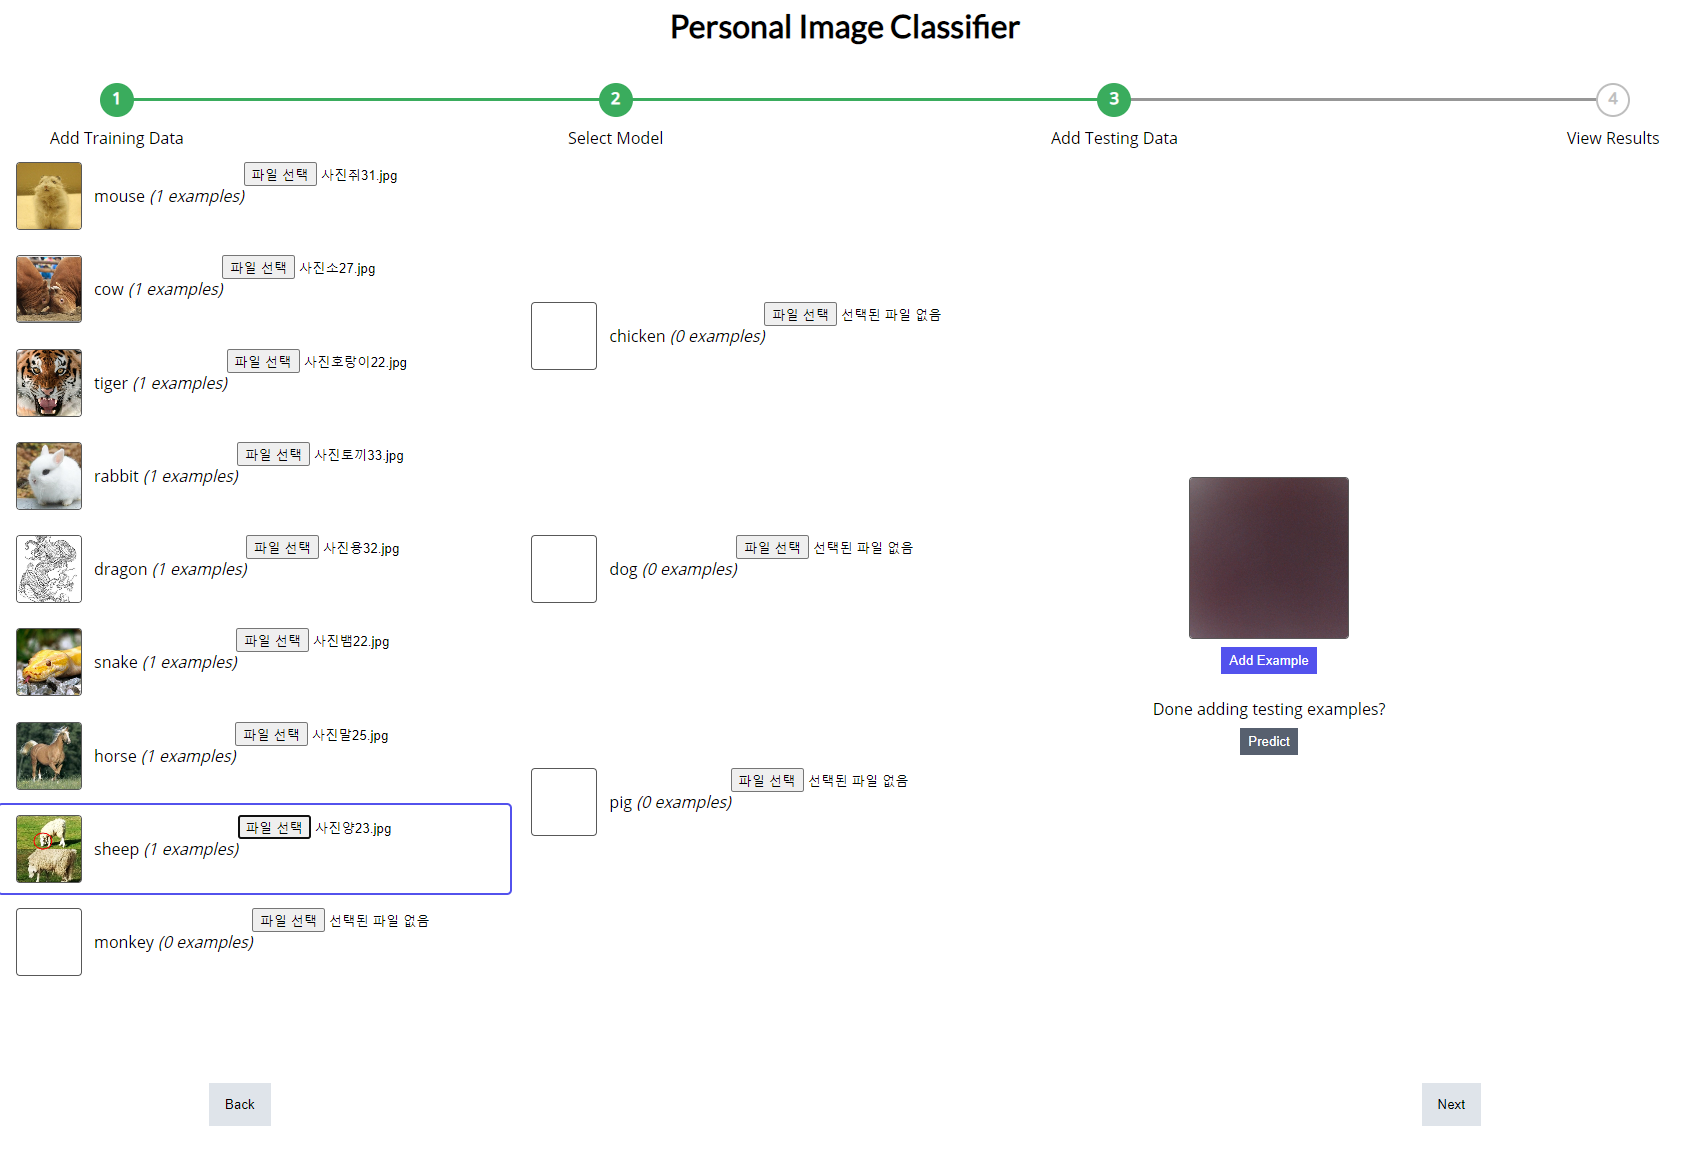 Personal Image Classifier
1
2
3
4
Add Training Data
Select Model
Add Testing Data
View Results
파일 선택 사진쥐31.jpg
mouse (1 examples)
파일 선택 사진소27.jpg
cow (1 examples)
파일 선택 사진호랑이22.jpg
tiger (1 examples)
파일 선택 사진토끼33.jpg
rabbit (1 examples)
파일 선택 사진용32.jpg
dragon (1 examples)
파일 선택 사진뱀22.jpg
snake (1 examples)
파일 선택 사진말25.jpg
horse (1 examples)
파일 선택 사진양23.jpg
sheep (1 examples)
파일 선택 선택된 파일 없음
monkey (0 examples)
파일 선택 선택된 파일 없음
chicken (0 examples)
파일 선택 선택된 파일 없음
dog (0 examples)
파일 선택 선택된 파일 없음
pig (0 examples)
Add Example
Done adding testing examples?
Predict
Back
Next